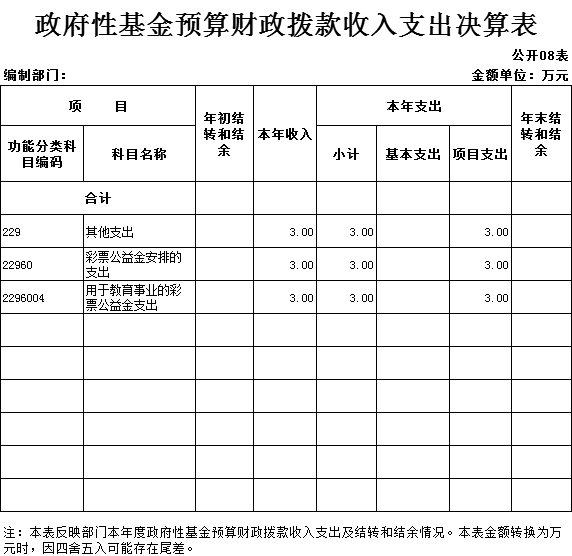 政府性基金预算财政拨款收入支出决算表
公开08表
编制部门： 金额单位：万元
项 目 年初结转和结余 本年收入 本年支出 年末结转和结余
功能分类科目编码 科目名称 小计 基本支出 项目支出
合计
229 其他支出 3.00 3.00 3.00
22960 彩票公益金安排的支出 3.00 3.00 3.00
2296004 用于教育事业的彩票公益金支出 3.00 3.00 3.00
注：本表反映部门本年度政府性基金预算财政拨款收入支出及结转和结余情况。本表金额转换为万
元时，因四舍五入可能存在尾差。